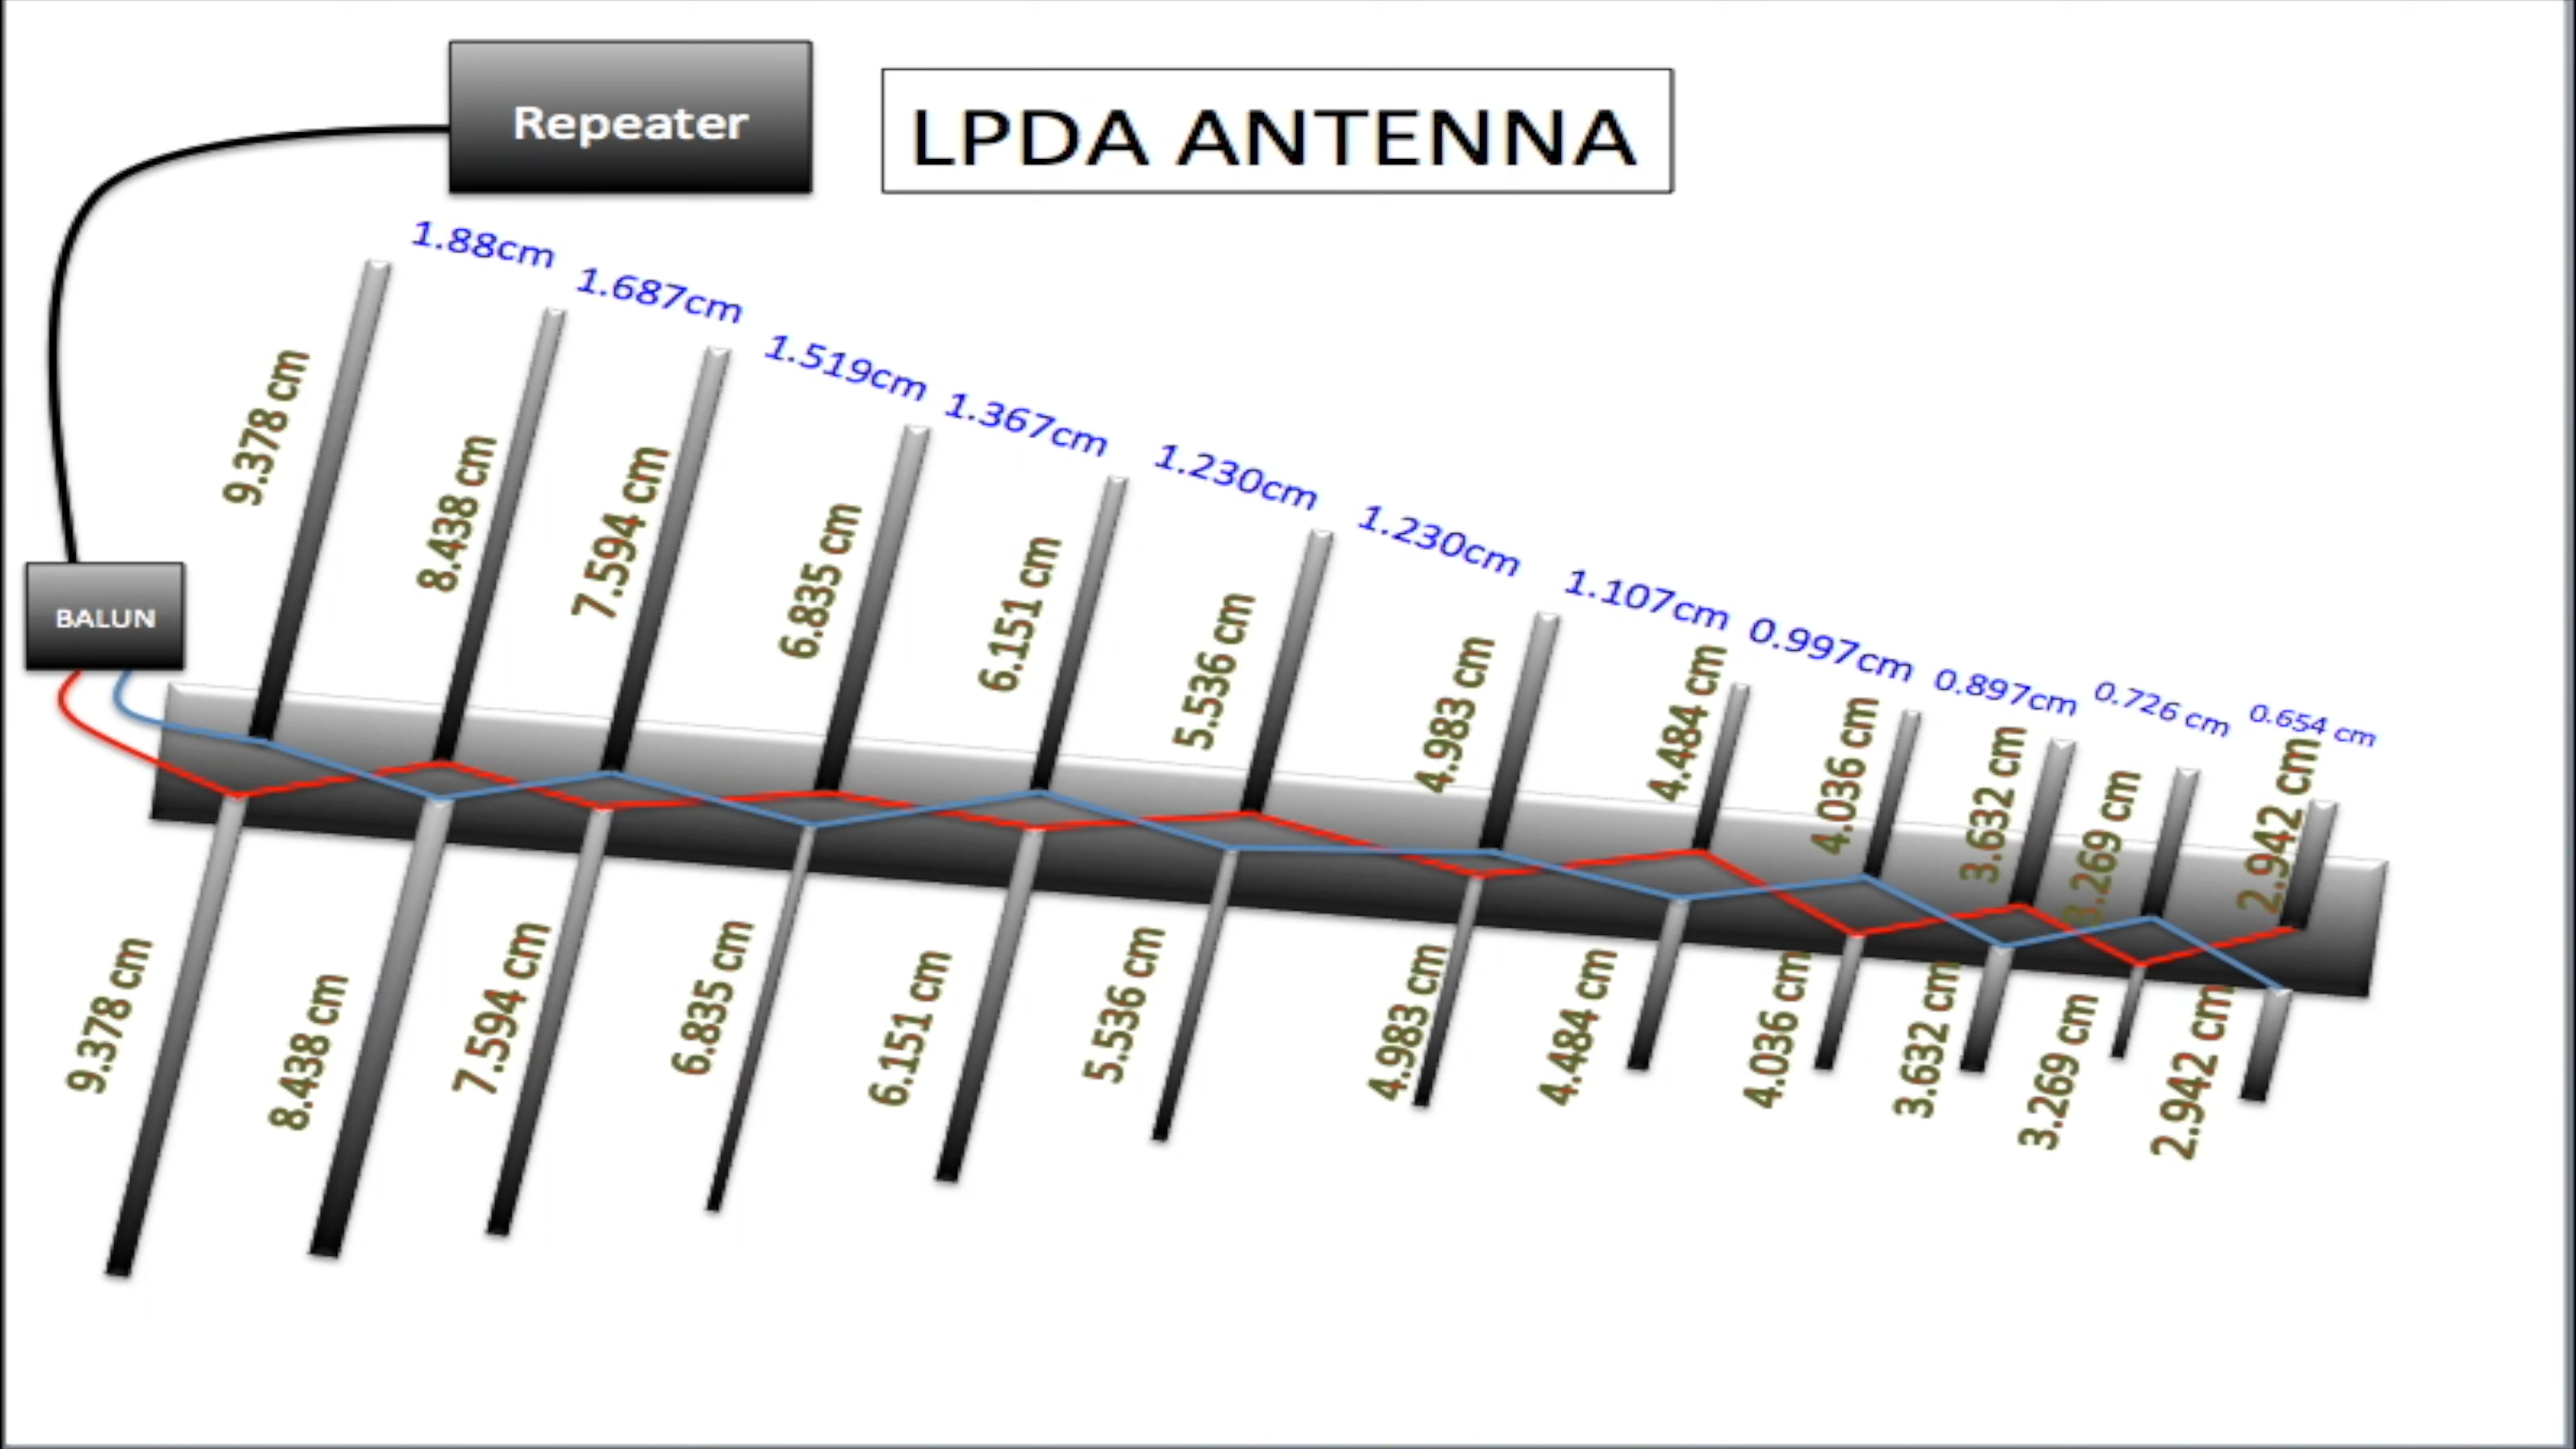 Repeater
LPDA ANTENNA
1.88cm
1.687cm
1.519cm
1.367cm
1.230cm
1.230cm
1.107cm
0.997cm
0.897cm
0.726 cm
0.654 cm
BALUN
9.378 cm
8.438 cm
7.594 cm
6.835 cm
6.151 cm
5.536 cm
4.983 cm
4.484 cm
4.036 cm
3.632 cm
3.269 cm
2.942 cm
9.378 cm
8.438 cm
7.594 cm
6.835 cm
6.151 cm
5.536 cm
4.983 cm
4.484 cm
4.036 cm
3.632 cm
3.269 cm
2.942 cm